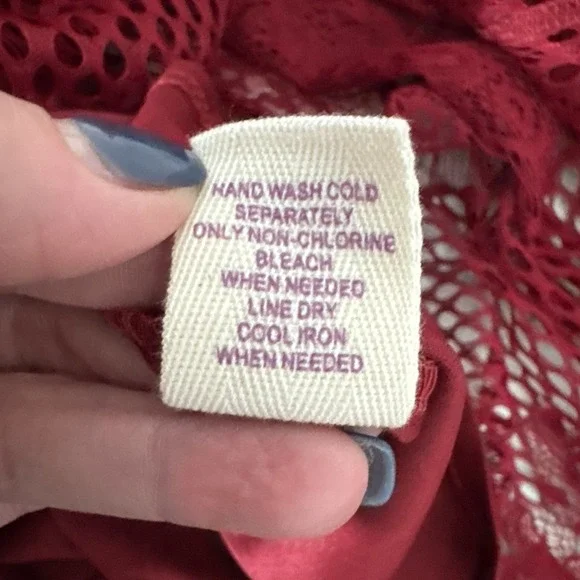 HAND WASH COLD
SEPARATELY
ONLY NON-CHLORINE
BLEACH
WHEN NEEDED
LINE DRY
COOL IRON
WHEN NEEDED